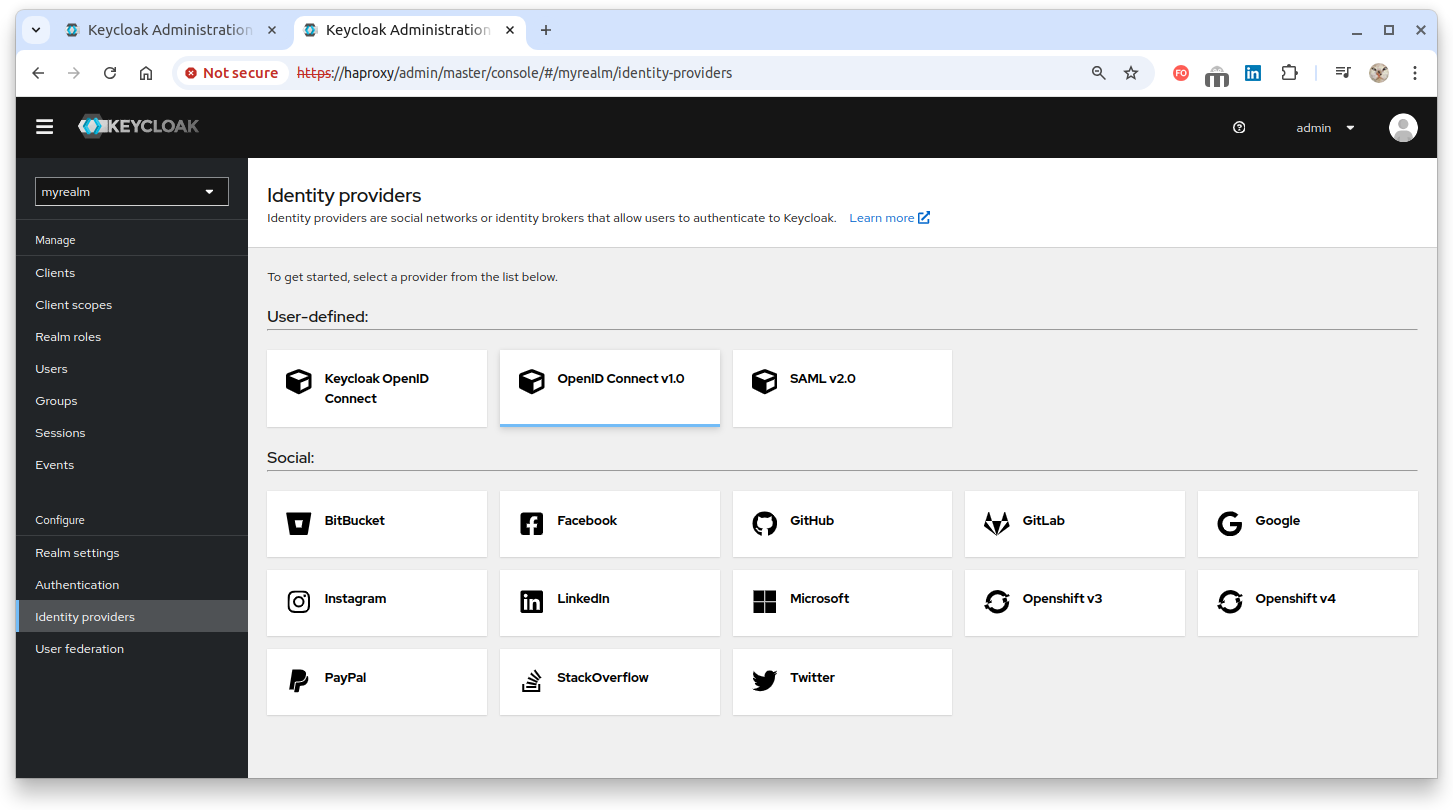 Keycloak Administration
Keycloak Administration
Not secure
https://haproxy/admin/master/console/#/myrealm/identity-providers
FO
in
KEYCLOAK
admin
myrealm
Manage
Clients
Client scopes
Realm roles
Users
Groups
Sessions
Events
Configure
Realm settings
Authentication
Identity providers
User federation
Identity providers
Identity providers are social networks or identity brokers that allow users to authenticate to Keycloak. Learn more
To get started, select a provider from the list below.
User-defined:
Keycloak OpenID
Connect
OpenID Connect v1.0
SAML v2.0
Social:
BitBucket
Facebook
GitHub
GitLab
Google
Instagram
LinkedIn
Microsoft
Openshift v3
Openshift v4
PayPal
StackOverflow
Twitter